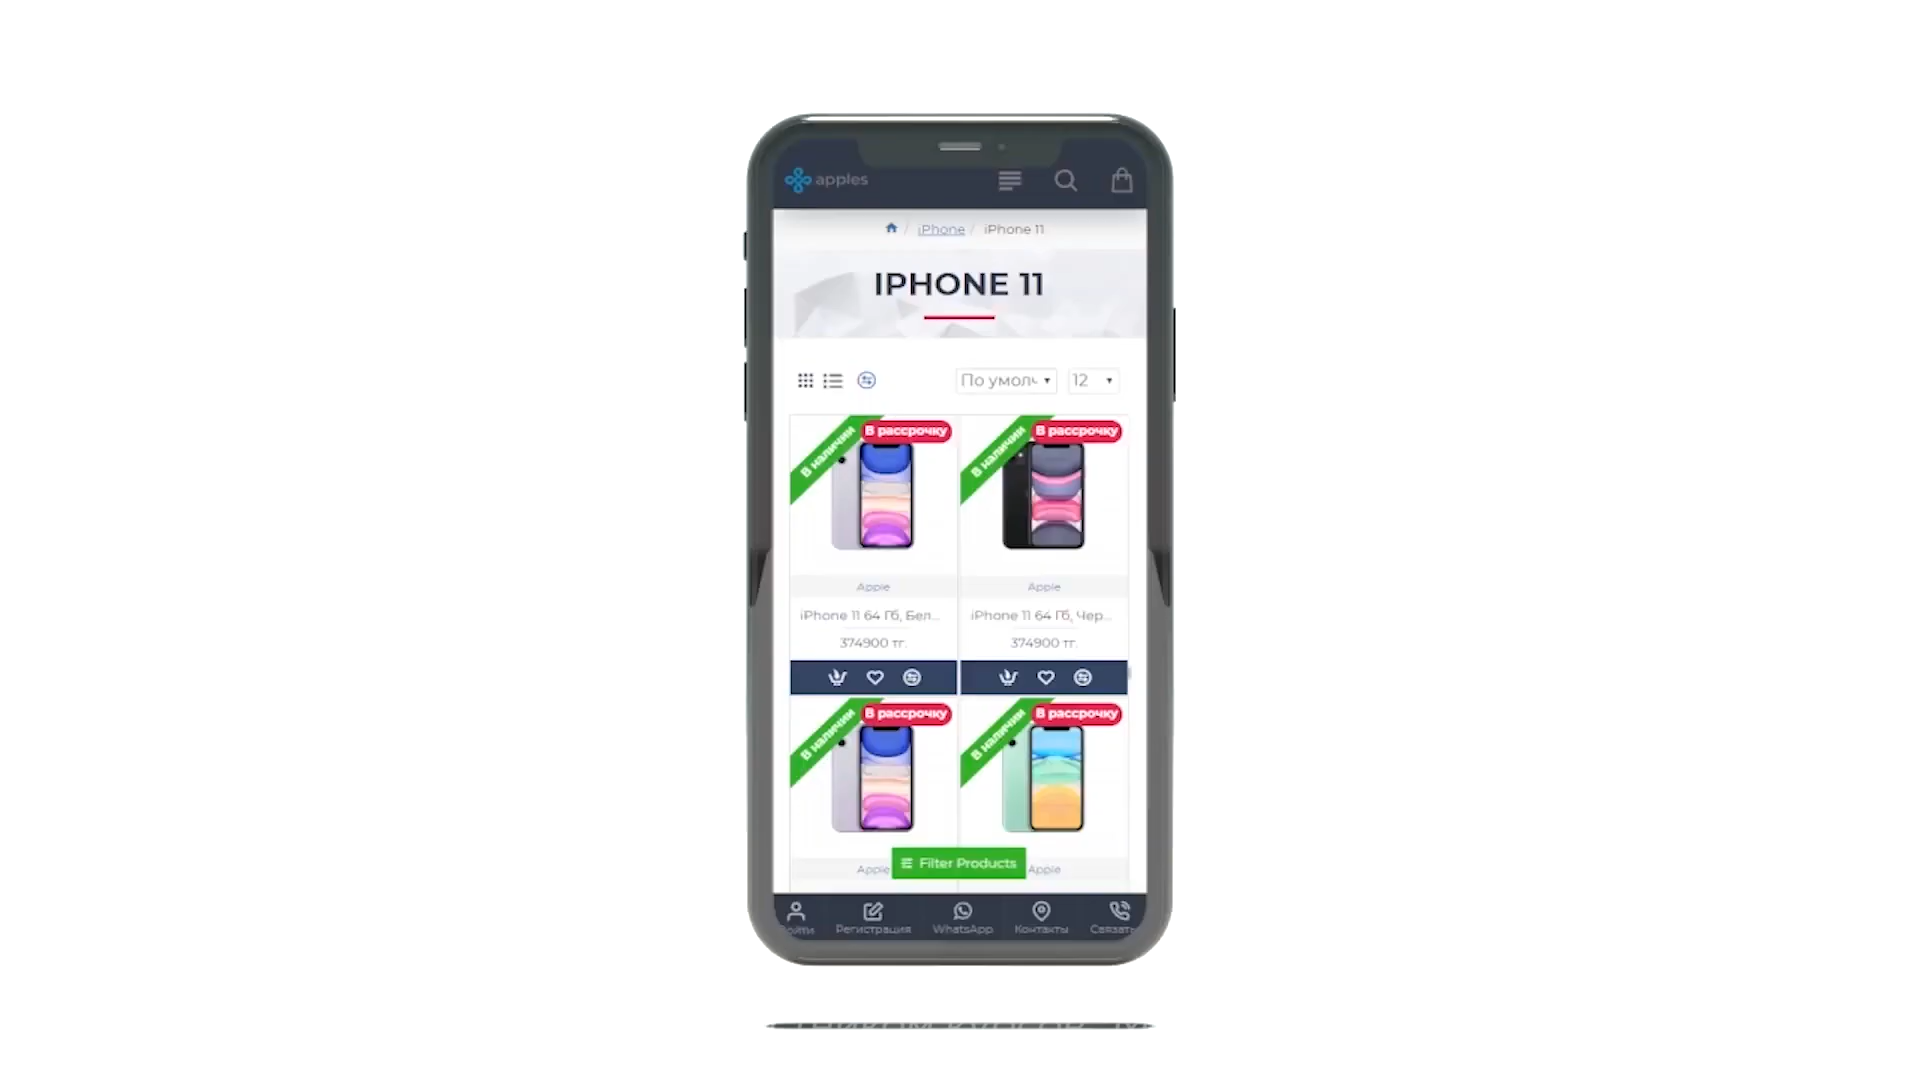 apples
/ iPhone / iPhone 11
IPHONE 11
По умолч 12
В наличии В рассрочку В наличии В рассрочку
Apple Apple
iPhone 11 64 Гб, Бел... iPhone 11 64 Гб, Чер...
374900 тг. 374900 тг.
В наличии В рассрочку В наличии В рассрочку
Apple Filter Products Apple
Войти Регистрация WhatsApp Контакты Связать